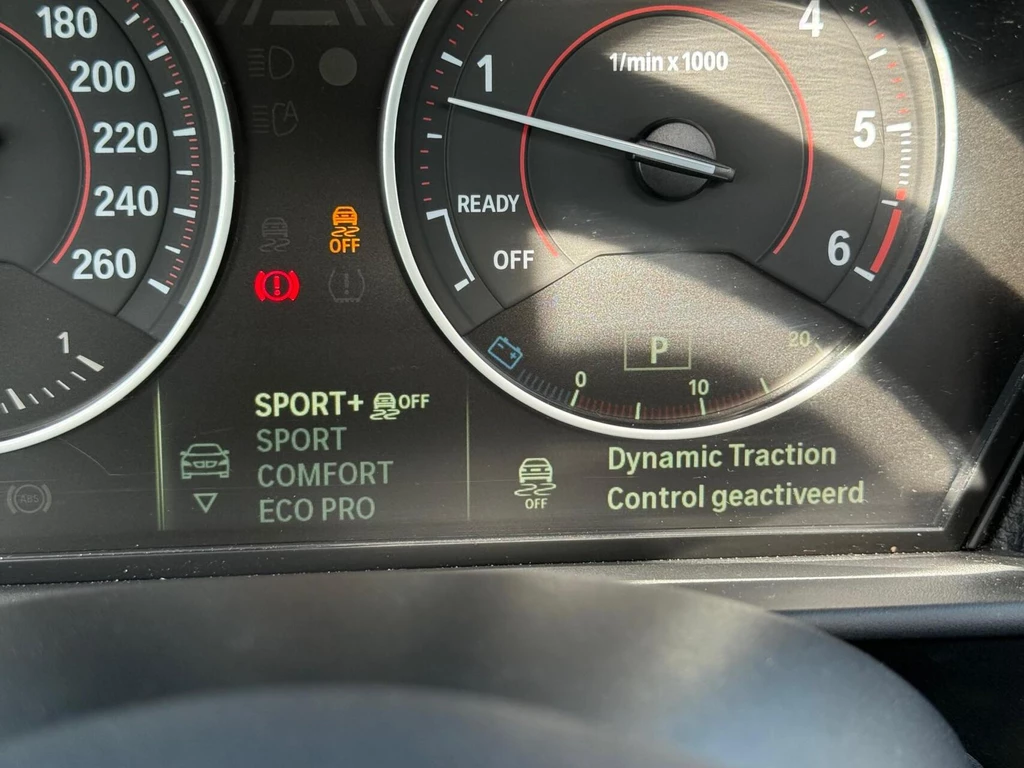 180
200
220
240
260
1
OFF
ABS
SPORT+ OFF
SPORT
COMFORT
ECO PRO
1
4
1/min x 1000
5
6
READY
OFF
P
0
10
20
OFF
Dynamic Traction
Control geactiveerd